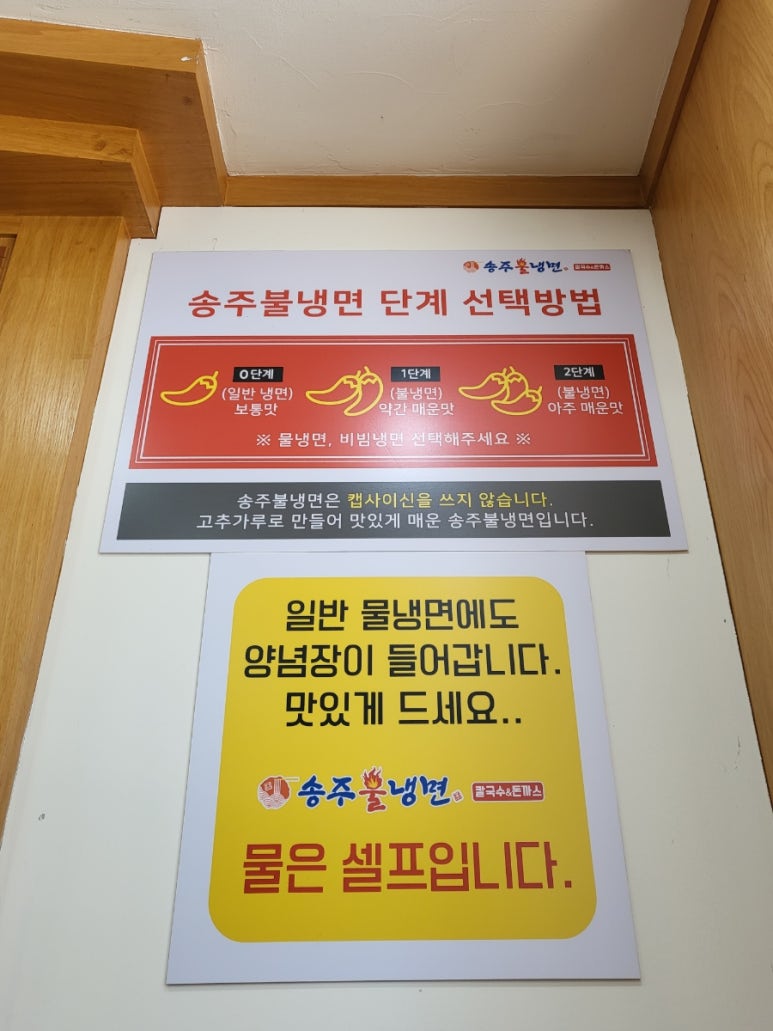 송주불냉면 칼국수&돈까스
송주불냉면 단계 선택방법
0단계
(일반 냉면)
보통맛
1단계
(불냉면)
약간 매운맛
2단계
(불냉면)
아주 매운맛
※ 물냉면, 비빔냉면 선택해주세요 ※
송주불냉면은 캡사이신을 쓰지 않습니다.
고추가루로 만들어 맛있게 매운 송주불냉면입니다.
일반 물냉면에도
양념장이 들어갑니다.
맛있게 드세요..
송주불냉면 칼국수&돈까스
물은 셀프입니다.